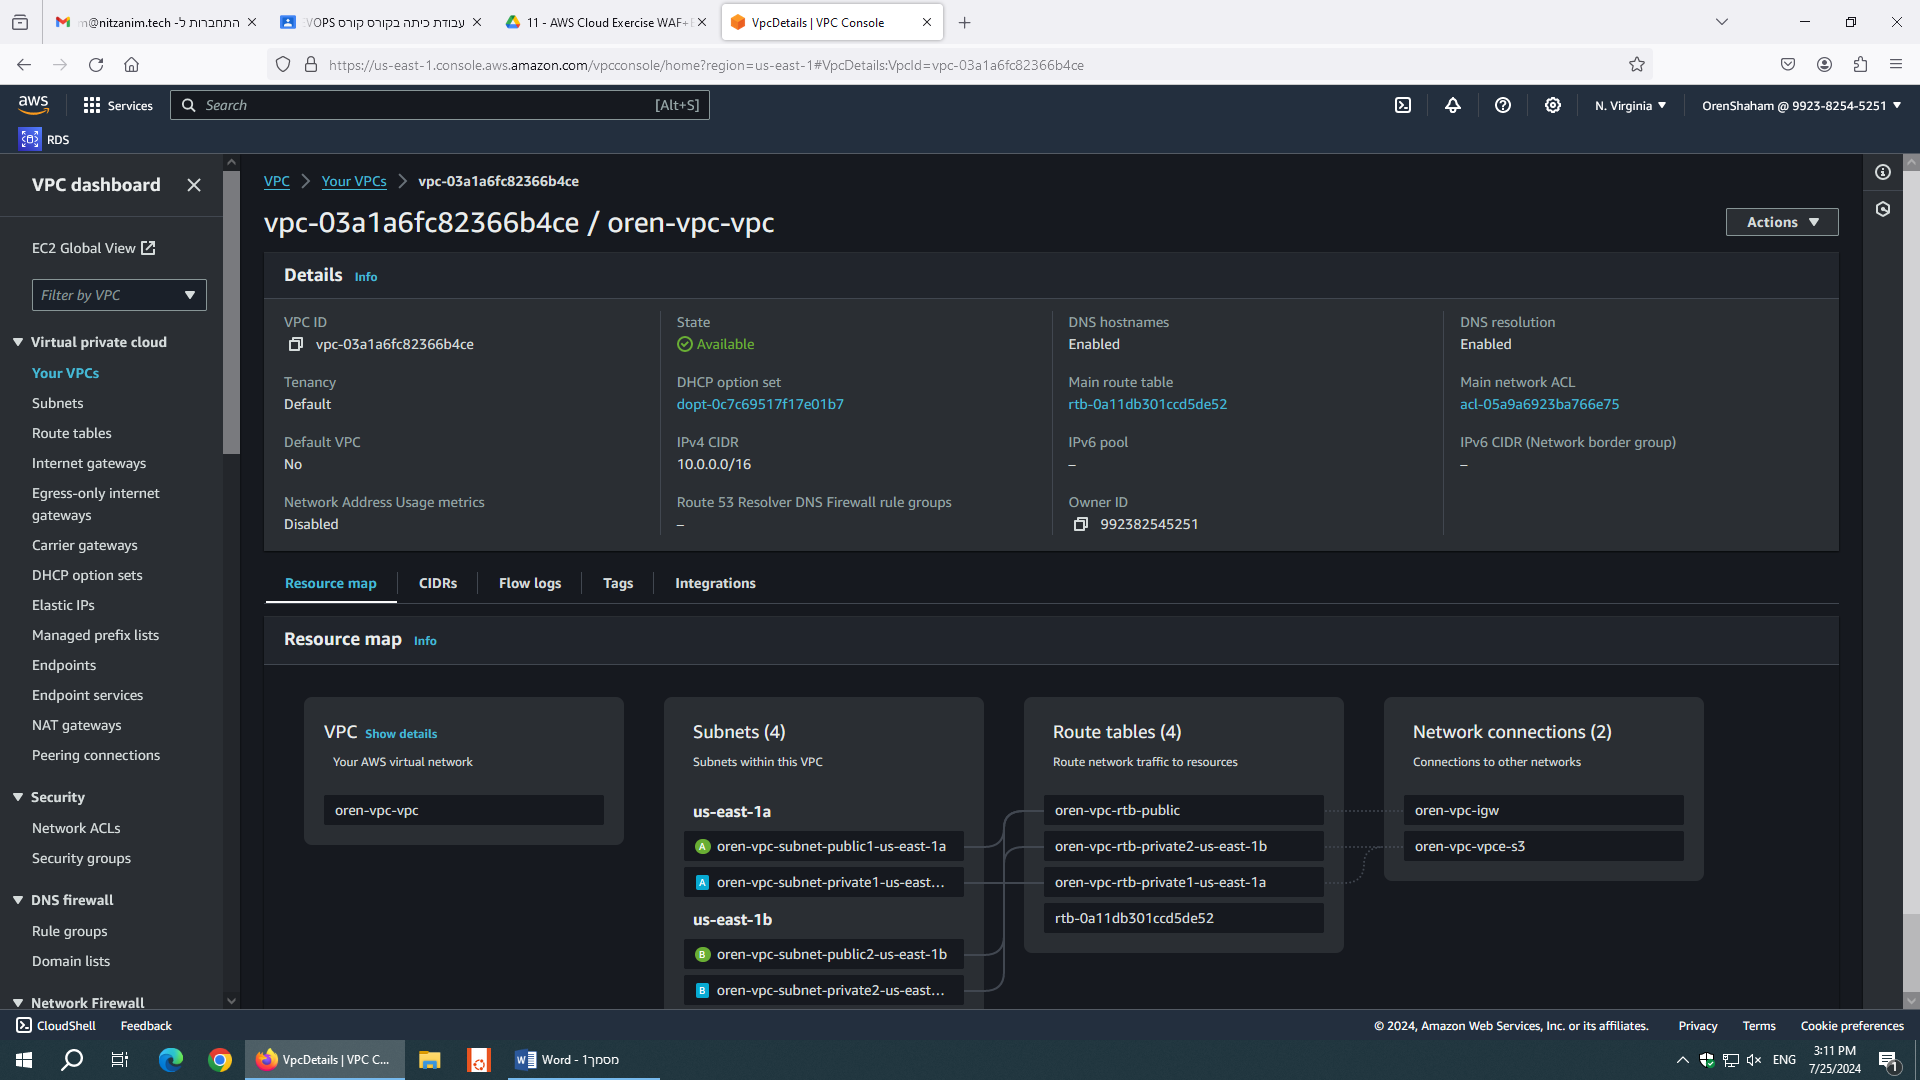 התחברות ל- m@nitzanim.tech
עבודת כיתה בקורס קורס VOPS
11 - AWS Cloud Exercise WAF+
VpcDetails | VPC Console
https://us-east-1.console.aws.amazon.com/vpcconsole/home?region=us-east-1#VpcDetails:VpcId=vpc-03a1a6fc82366b4ce
aws
Services
Search
[Alt+S]
N. Virginia
OrenShaham @ 9923-8254-5251
RDS
VPC dashboard
EC2 Global View
Filter by VPC
Virtual private cloud
Your VPCs
Subnets
Route tables
Internet gateways
Egress-only internet
gateways
Carrier gateways
DHCP option sets
Elastic IPs
Managed prefix lists
Endpoints
Endpoint services
NAT gateways
Peering connections
Security
Network ACLs
Security groups
DNS firewall
Rule groups
Domain lists
Network Firewall
VPC
Your VPCs
vpc-03a1a6fc82366b4ce
vpc-03a1a6fc82366b4ce / oren-vpc-vpc
Actions
Details Info
VPC ID
vpc-03a1a6fc82366b4ce
State
Available
DNS hostnames
Enabled
DNS resolution
Enabled
Tenancy
Default
DHCP option set
dopt-0c7c69517f17e01b7
Main route table
rtb-0a11db301ccd5de52
Main network ACL
acl-05a9a6923ba766e75
Default VPC
No
IPv4 CIDR
10.0.0.0/16
IPv6 pool
–
IPv6 CIDR (Network border group)
–
Network Address Usage metrics
Disabled
Route 53 Resolver DNS Firewall rule groups
–
Owner ID
992382545251
Resource map
CIDRs
Flow logs
Tags
Integrations
Resource map Info
VPC Show details
Your AWS virtual network
oren-vpc-vpc
Subnets (4)
Subnets within this VPC
us-east-1a
A oren-vpc-subnet-public1-us-east-1a
A oren-vpc-subnet-private1-us-east...
us-east-1b
B oren-vpc-subnet-public2-us-east-1b
B oren-vpc-subnet-private2-us-east...
Route tables (4)
Route network traffic to resources
oren-vpc-rtb-public
oren-vpc-rtb-private2-us-east-1b
oren-vpc-rtb-private1-us-east-1a
rtb-0a11db301ccd5de52
Network connections (2)
Connections to other networks
oren-vpc-igw
oren-vpc-vpce-s3
CloudShell
Feedback
© 2024, Amazon Web Services, Inc. or its affiliates.
Privacy
Terms
Cookie preferences
VpcDetails | VPC C...
מסמך1 - Word
ENG
3:11 PM
7/25/2024
1